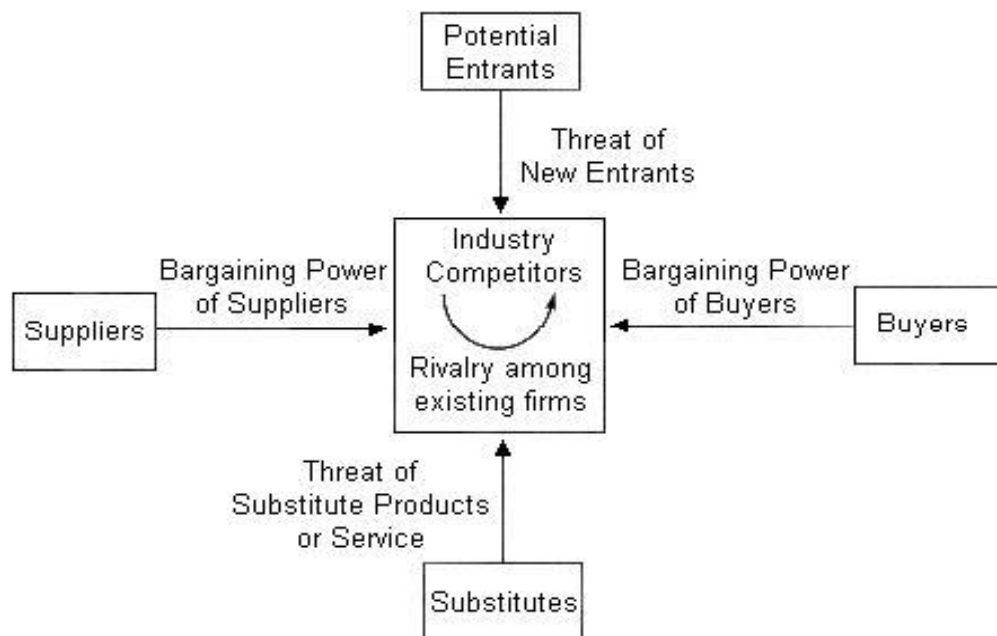 Potential
Entrants
Threat of
New Entrants
Industry
Competitors
Bargaining Power
of Suppliers
Bargaining Power
of Buyers
Suppliers
Buyers
Rivalry among
existing firms
Threat of
Substitute Products
or Service
Substitutes